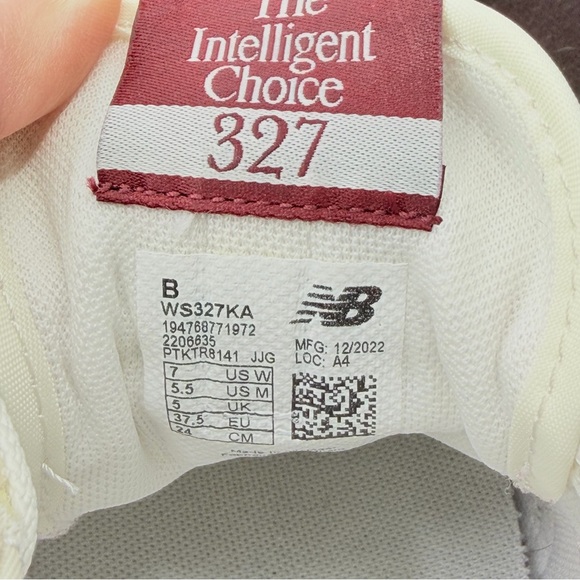 The
Intelligent
Choice
327
B
WS327KA
194768771972
2206635
PTKTR8141 JJG
7 US W
5.5 US M
5 UK
37.5 EU
24 CM
NB
MFG: 12/2022
LOC: A4